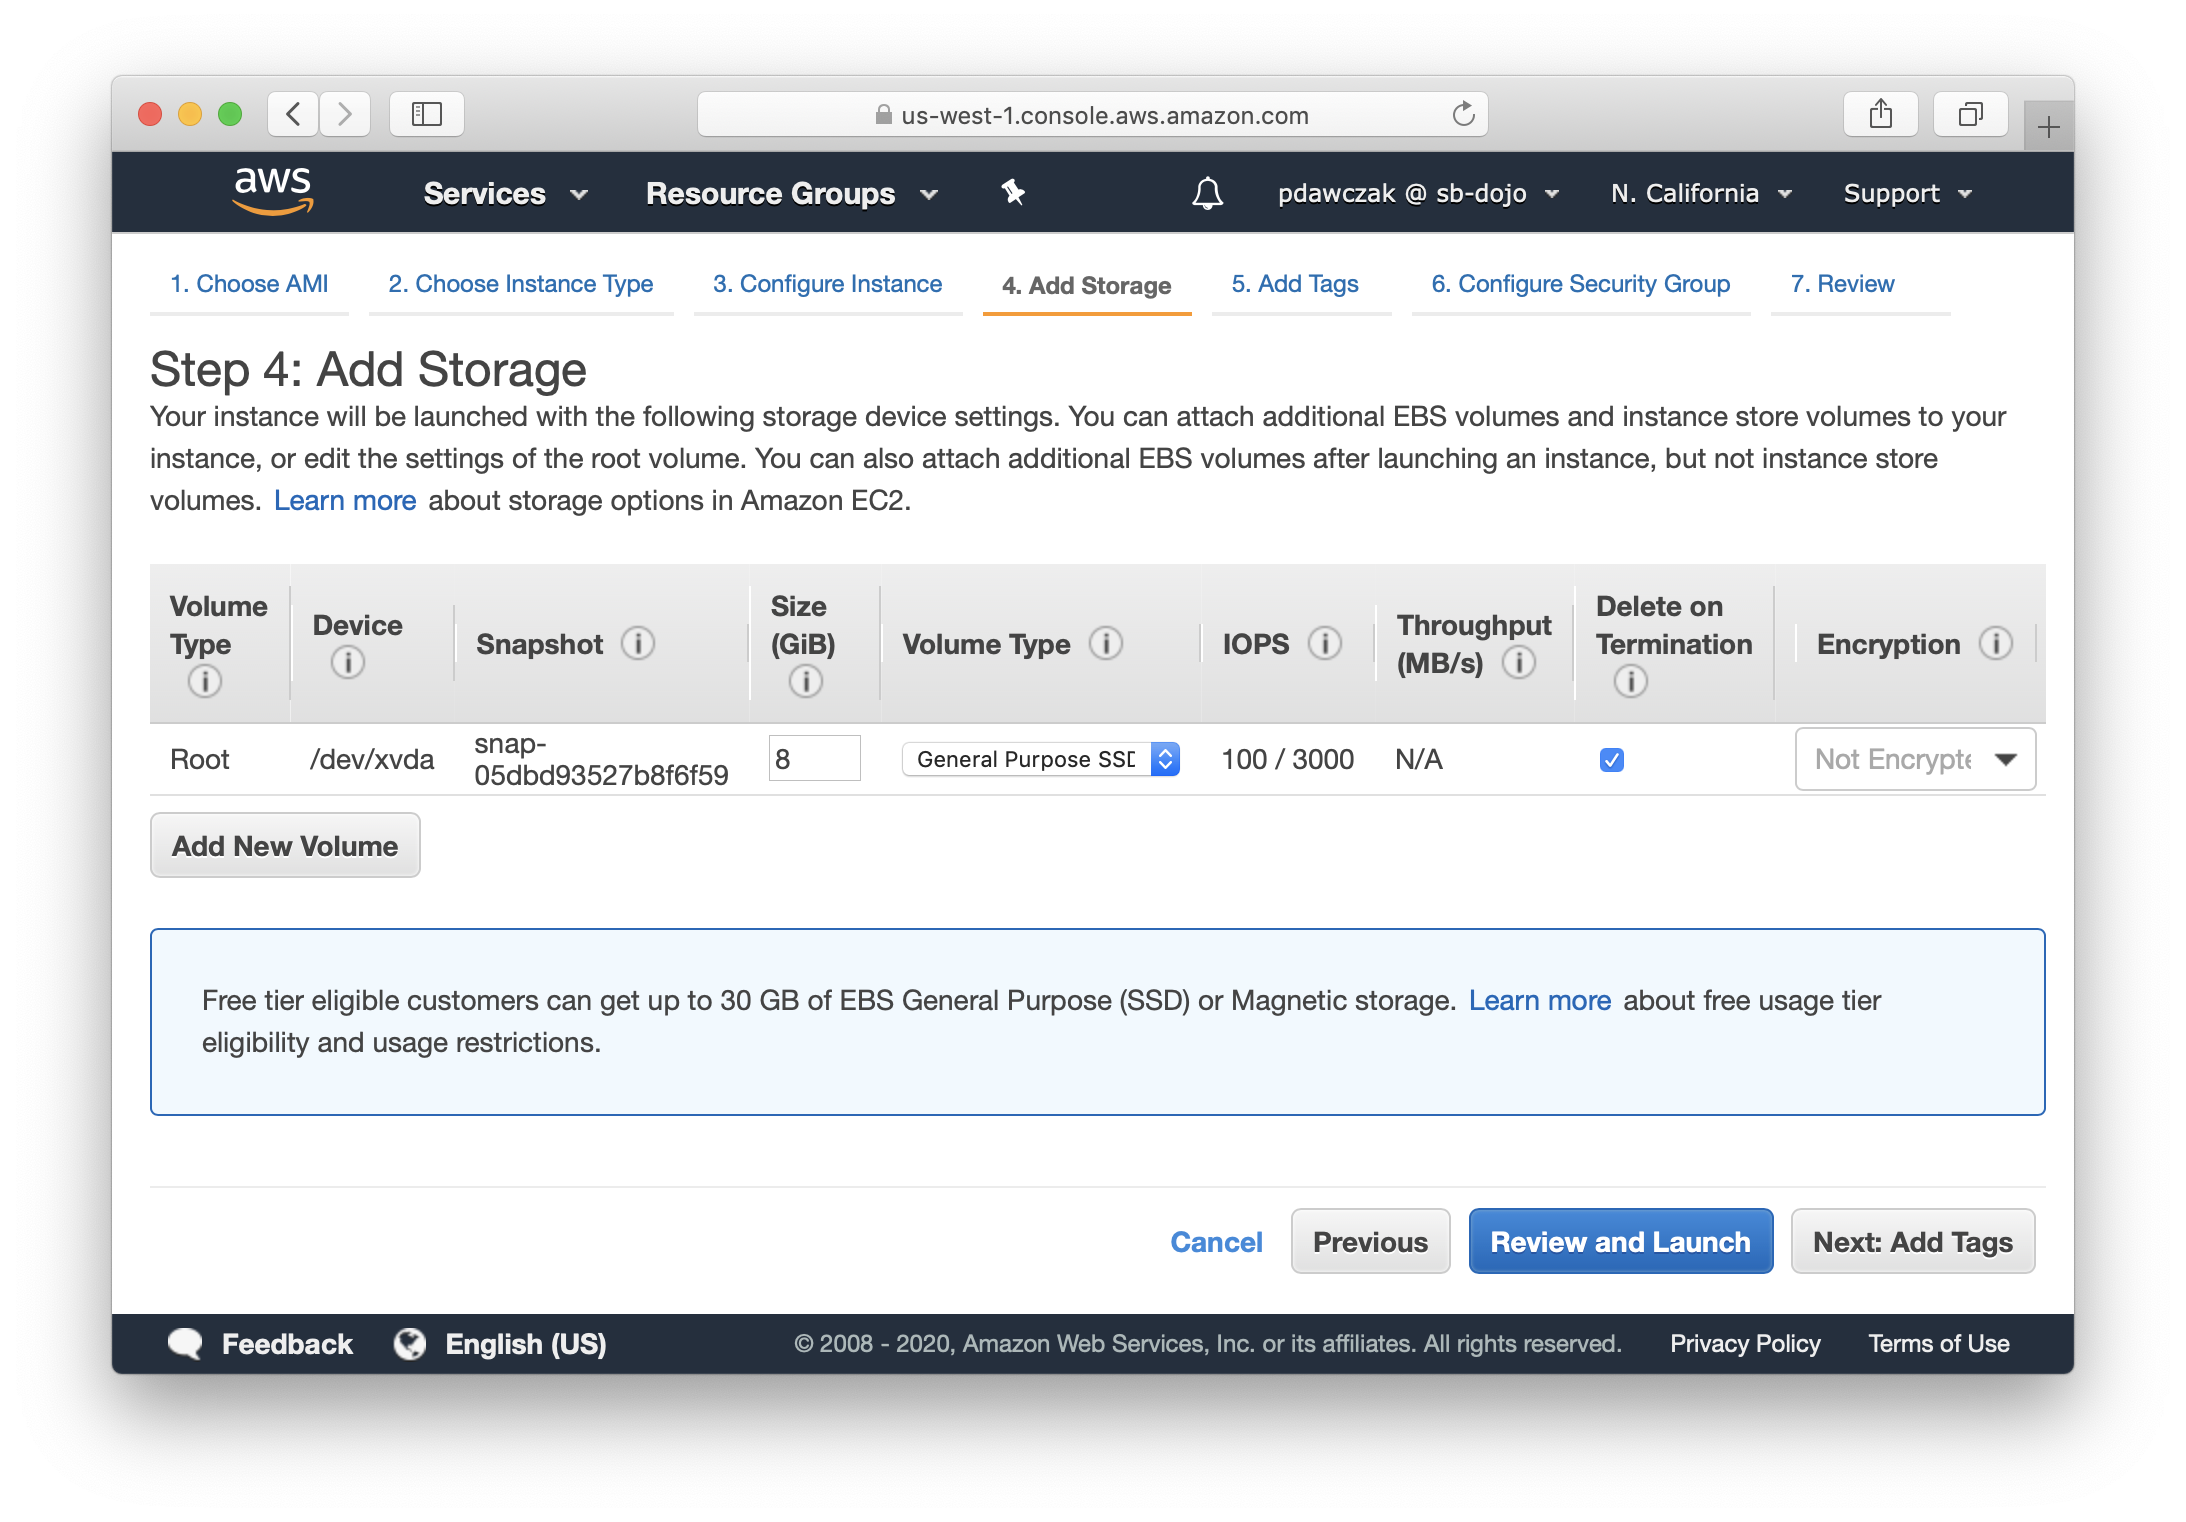 us-west-1.console.aws.amazon.com
aws Services Resource Groups pdawczak @ sb-dojo N. California Support
1. Choose AMI 2. Choose Instance Type 3. Configure Instance 4. Add Storage 5. Add Tags 6. Configure Security Group 7. Review
Step 4: Add Storage
Your instance will be launched with the following storage device settings. You can attach additional EBS volumes and instance store volumes to your
instance, or edit the settings of the root volume. You can also attach additional EBS volumes after launching an instance, but not instance store
volumes. Learn more about storage options in Amazon EC2.
Volume
Type
Device
Snapshot
Size
(GiB)
Volume Type
IOPS
Throughput
(MB/s)
Delete on
Termination
Encryption
Root
/dev/xvda
snap-
05dbd93527b8f6f59
8
General Purpose SSD
100 / 3000
N/A
Not Encrypte
Add New Volume
Free tier eligible customers can get up to 30 GB of EBS General Purpose (SSD) or Magnetic storage. Learn more about free usage tier
eligibility and usage restrictions.
Cancel Previous Review and Launch Next: Add Tags
Feedback English (US) © 2008 - 2020, Amazon Web Services, Inc. or its affiliates. All rights reserved. Privacy Policy Terms of Use